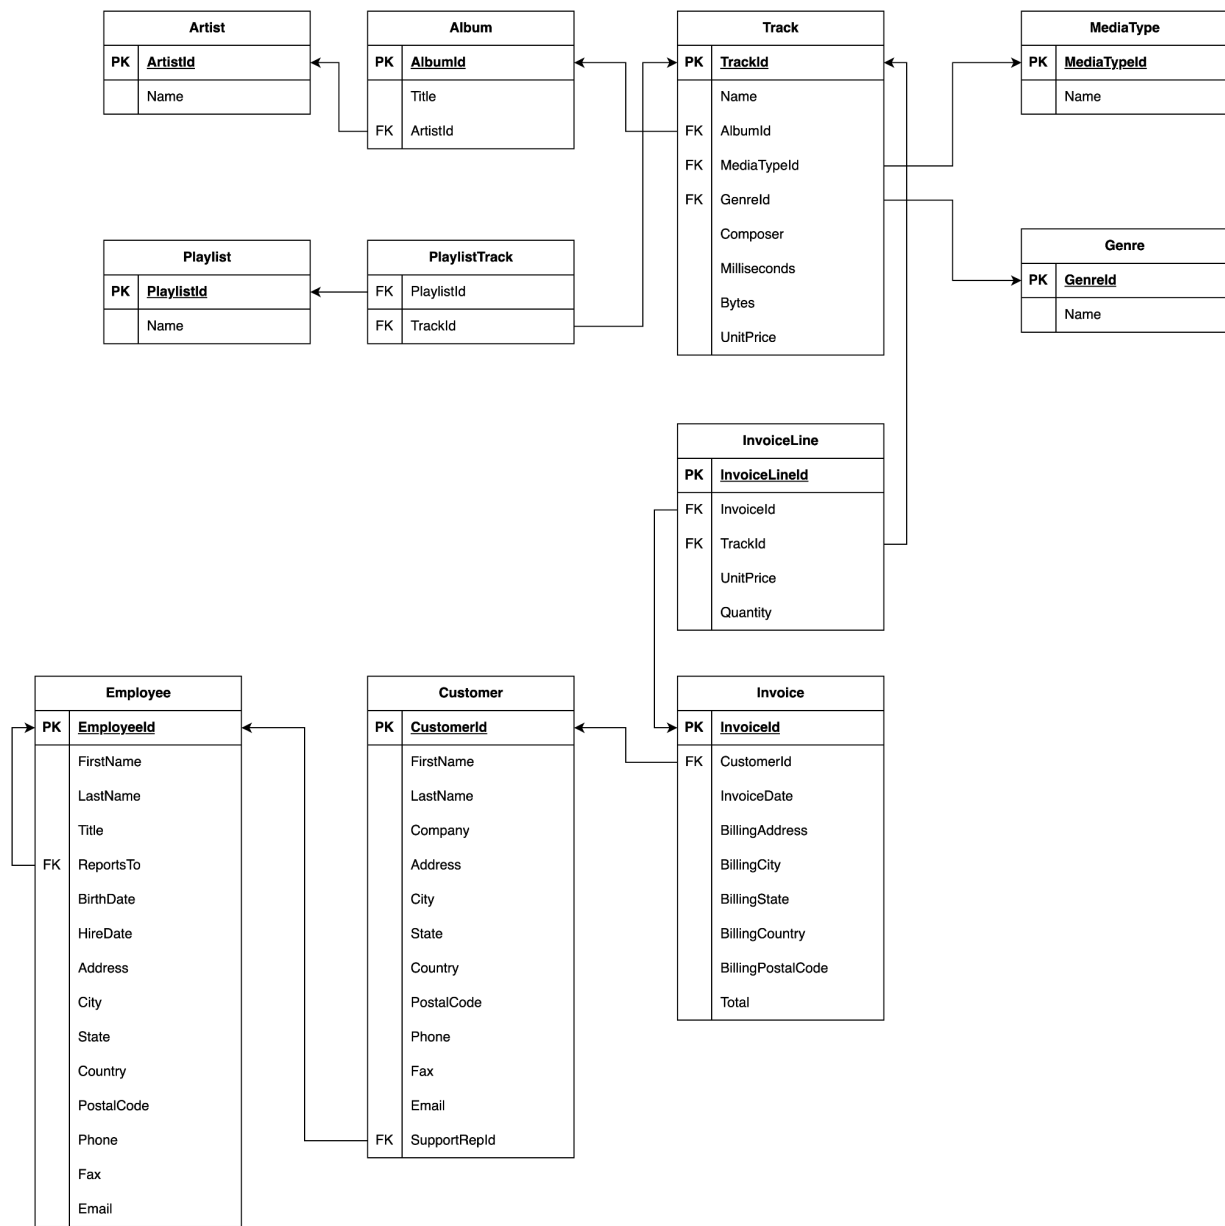 Artist
PK ArtistId
Name
Album
PK AlbumId
Title
FK ArtistId
Track
PK TrackId
Name
FK AlbumId
FK MediaTypeId
FK GenreId
Composer
Milliseconds
Bytes
UnitPrice
MediaType
PK MediaTypeId
Name
Playlist
PK PlaylistId
Name
PlaylistTrack
FK PlaylistId
FK TrackId
Genre
PK GenreId
Name
InvoiceLine
PK InvoiceLineId
FK InvoiceId
FK TrackId
UnitPrice
Quantity
Employee
PK EmployeeId
FirstName
LastName
Title
FK ReportsTo
BirthDate
HireDate
Address
City
State
Country
PostalCode
Phone
Fax
Email
Customer
PK CustomerId
FirstName
LastName
Company
Address
City
State
Country
PostalCode
Phone
Fax
Email
FK SupportRepId
Invoice
PK InvoiceId
FK CustomerId
InvoiceDate
BillingAddress
BillingCity
BillingState
BillingCountry
BillingPostalCode
Total